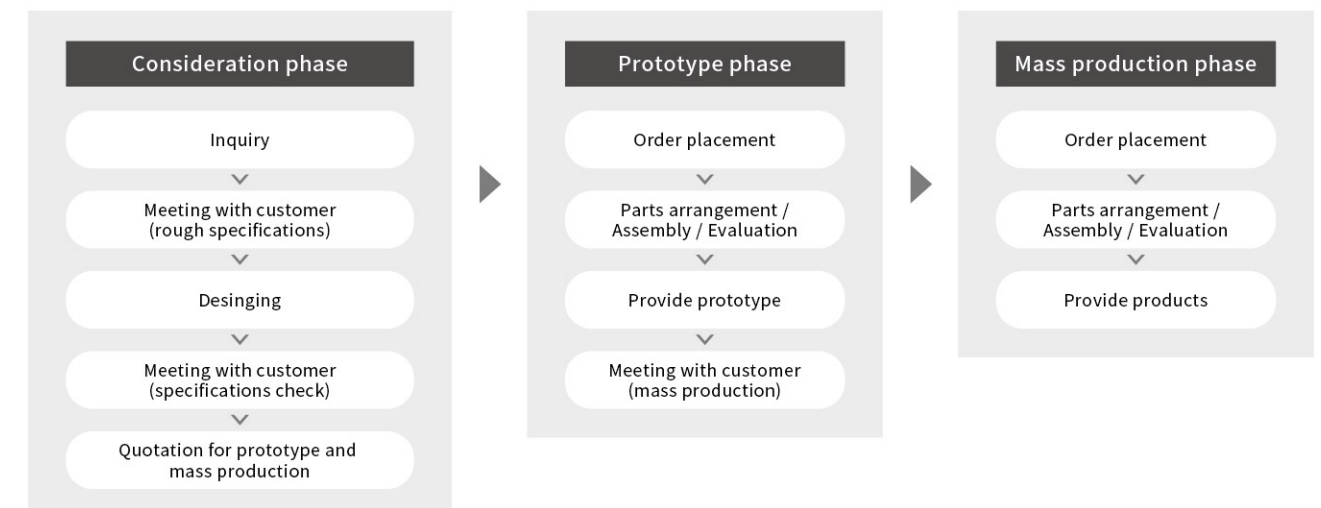 Consideration phase
Inquiry
Meeting with customer
(rough specifications)
Desinging
Meeting with customer
(specifications check)
Quotation for prototype and
mass production
Prototype phase
Order placement
Parts arrangement /
Assembly / Evaluation
Provide prototype
Meeting with customer
(mass production)
Mass production phase
Order placement
Parts arrangement /
Assembly / Evaluation
Provide products